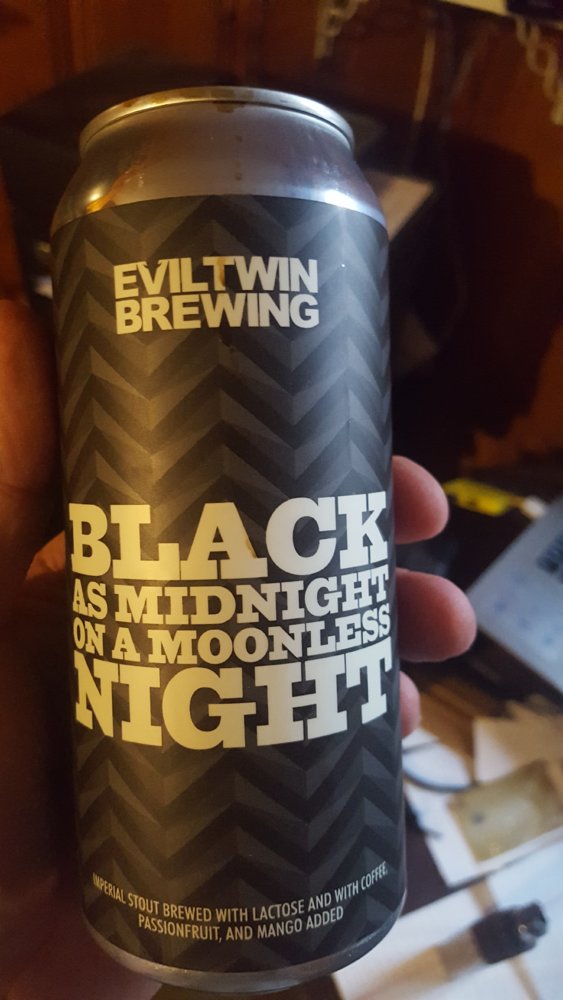 EVILTWIN
BREWING
BLACK
AS MIDNIGHT
ON A MOONLESS
NIGHT
IMPERIAL STOUT BREWED WITH LACTOSE AND WITH COFFEE,
PASSIONFRUIT, AND MANGO ADDED